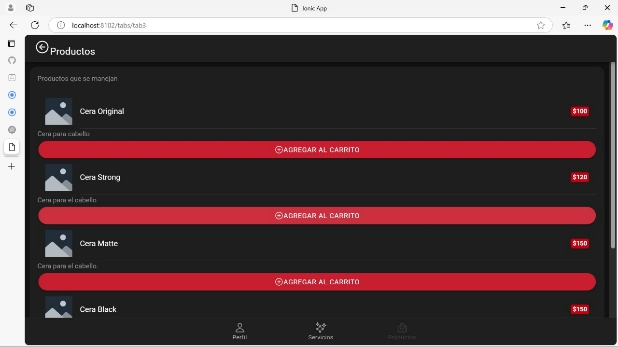 Ionic App
localhost:8102/tabs/tab3
Productos
Productos que se manejan
Cera Original
$100
Cera para cabello
AGREGAR AL CARRITO
Cera Strong
$120
Cera para el cabello
AGREGAR AL CARRITO
Cera Matte
$150
Cera para el cabello.
AGREGAR AL CARRITO
Cera Black
$150
Perfil
Servicios
Productos